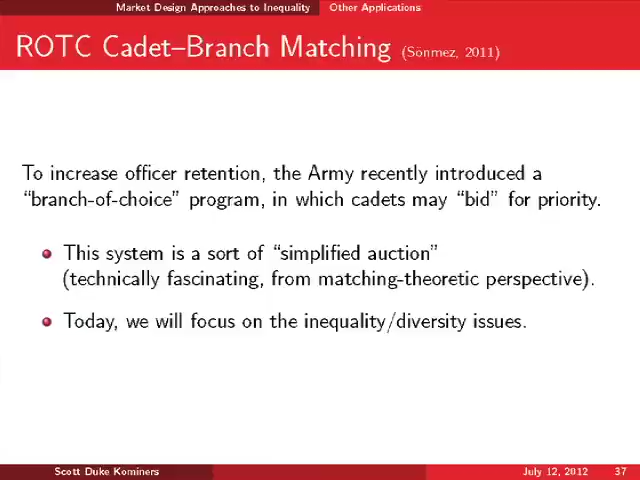 Market Design Approaches to Inequality Other Applications
ROTC Cadet–Branch Matching (Sönmez, 2011)
To increase officer retention, the Army recently introduced a
“branch-of-choice” program, in which cadets may “bid” for priority.
This system is a sort of “simplified auction”
(technically fascinating, from matching-theoretic perspective).
Today, we will focus on the inequality/diversity issues.
Scott Duke Kominers July 12, 2012 37